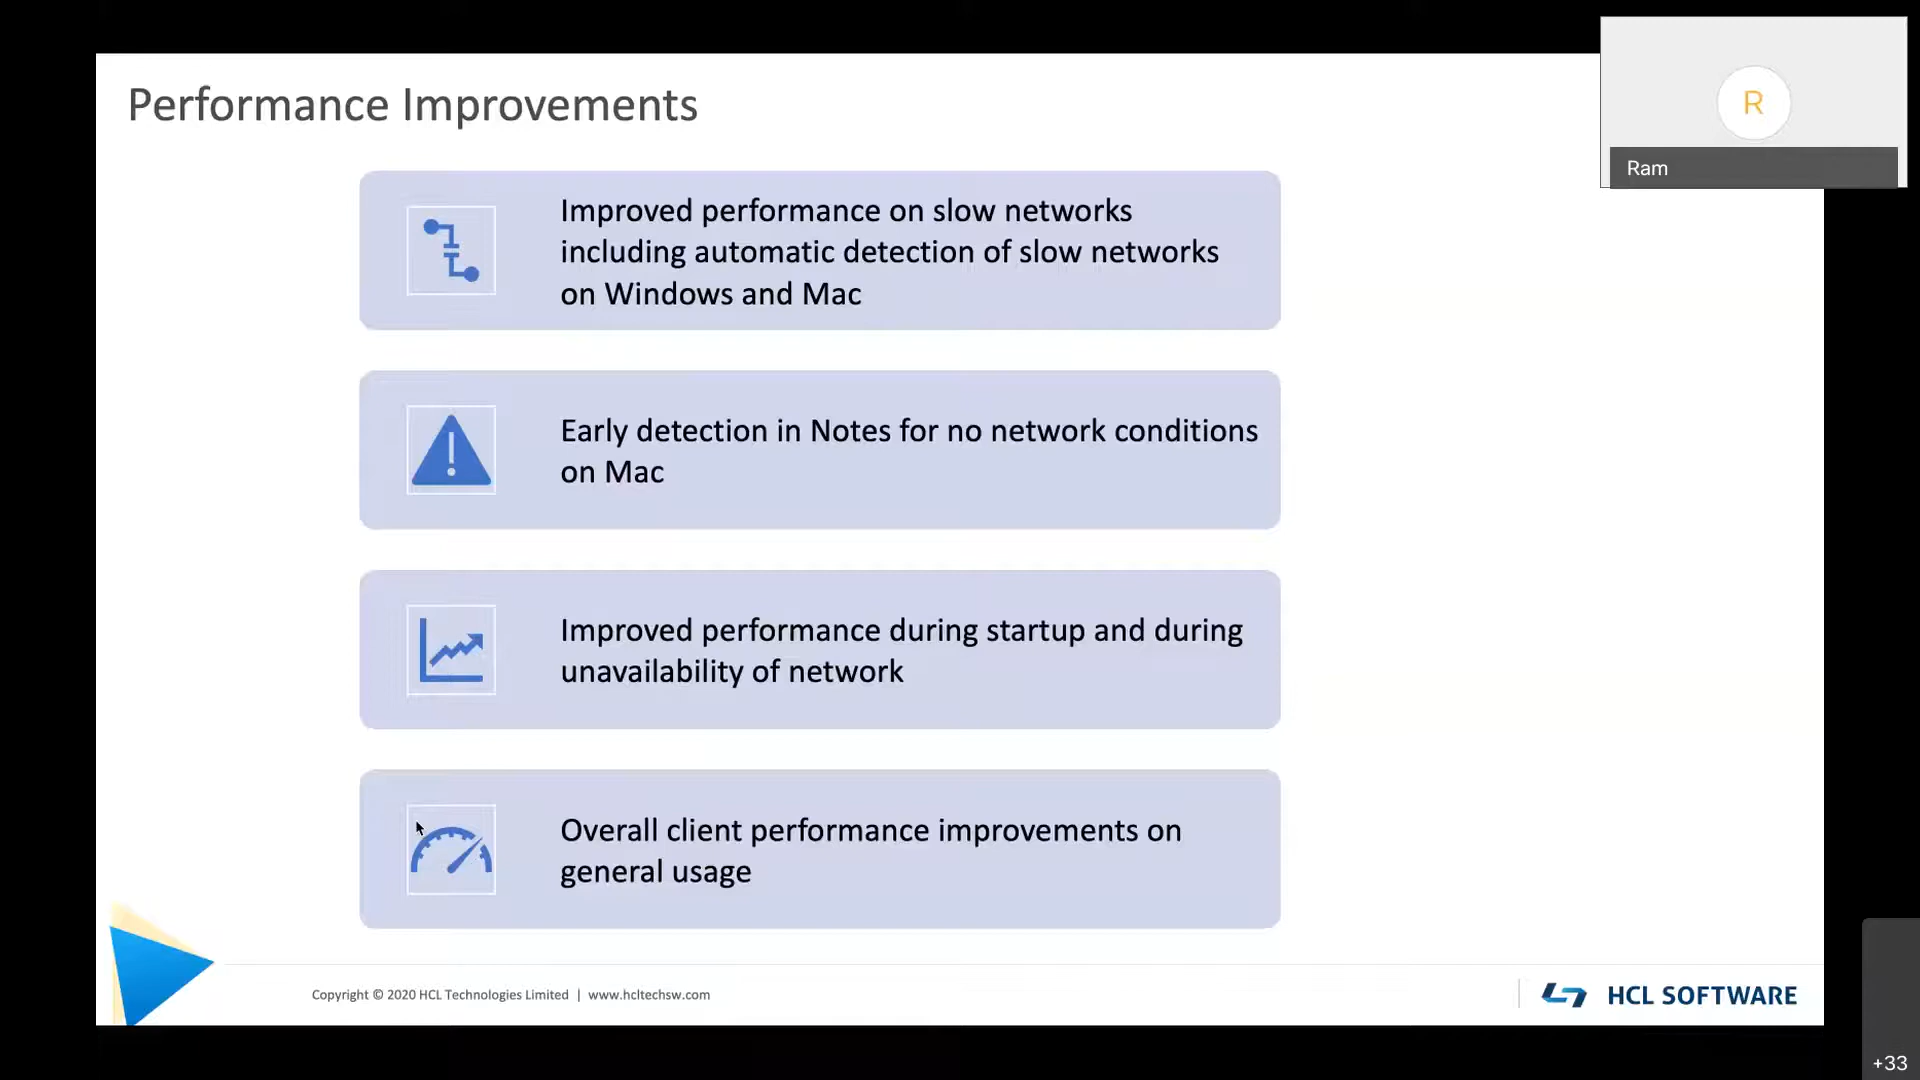 Performance Improvements
R
Ram
Improved performance on slow networks
including automatic detection of slow networks
on Windows and Mac
Early detection in Notes for no network conditions
on Mac
Improved performance during startup and during
unavailability of network
Overall client performance improvements on
general usage
Copyright © 2020 HCL Technologies Limited | www.hcltechsw.com
HCL SOFTWARE
+33